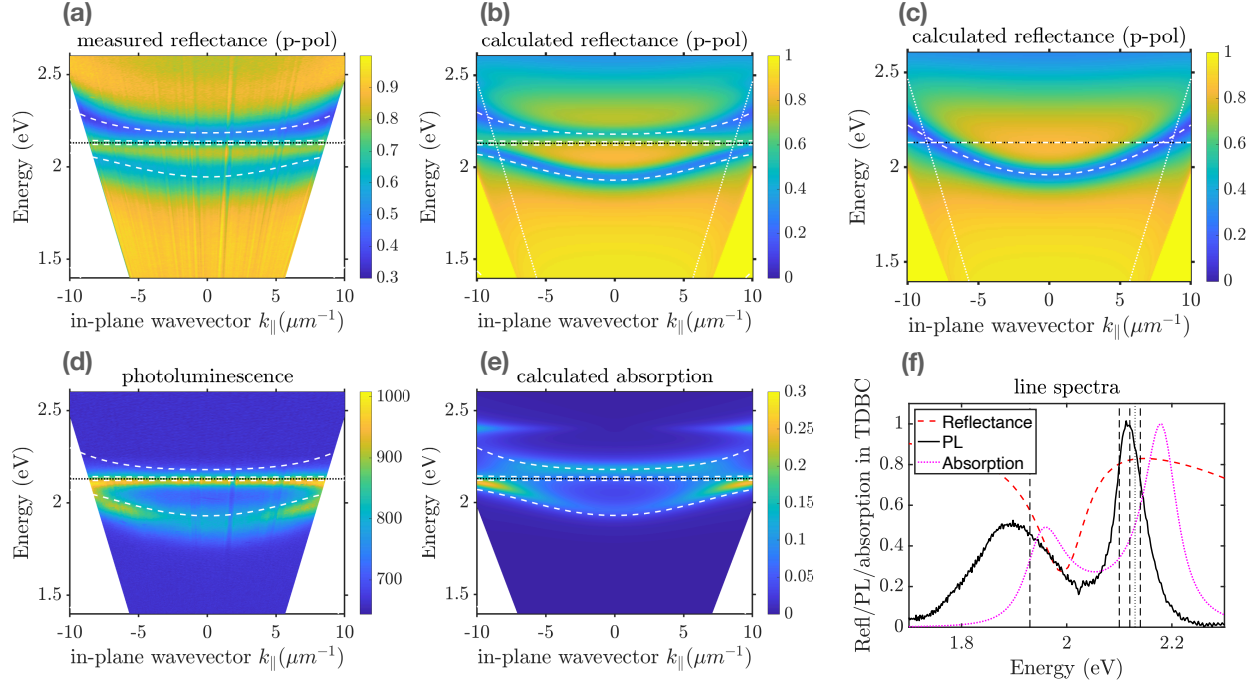 (a)
measured reflectance (p-pol)
2.5
2
1.5
Energy (eV)
-10 -5 0 5 10
in-plane wavevector k∥(μm⁻¹)
0.9
0.8
0.7
0.6
0.5
0.4
0.3
(b)
calculated reflectance (p-pol)
2.5
2
1.5
Energy (eV)
-10 -5 0 5 10
in-plane wavevector k∥(μm⁻¹)
1
0.8
0.6
0.4
0.2
0
(c)
calculated reflectance (p-pol)
2.5
2
1.5
Energy (eV)
-10 -5 0 5 10
in-plane wavevector k∥(μm⁻¹)
1
0.8
0.6
0.4
0.2
0
(d)
photoluminescence
2.5
2
1.5
Energy (eV)
-10 -5 0 5 10
in-plane wavevector k∥(μm⁻¹)
1000
900
800
700
(e)
calculated absorption
2.5
2
1.5
Energy (eV)
-10 -5 0 5 10
in-plane wavevector k∥(μm⁻¹)
0.3
0.25
0.2
0.15
0.1
0.05
0
(f)
line spectra
Refl/PL/absorption in TDBC
1
0.8
0.6
0.4
0.2
0
Reflectance
PL
Absorption
1.8 2 2.2
Energy (eV)